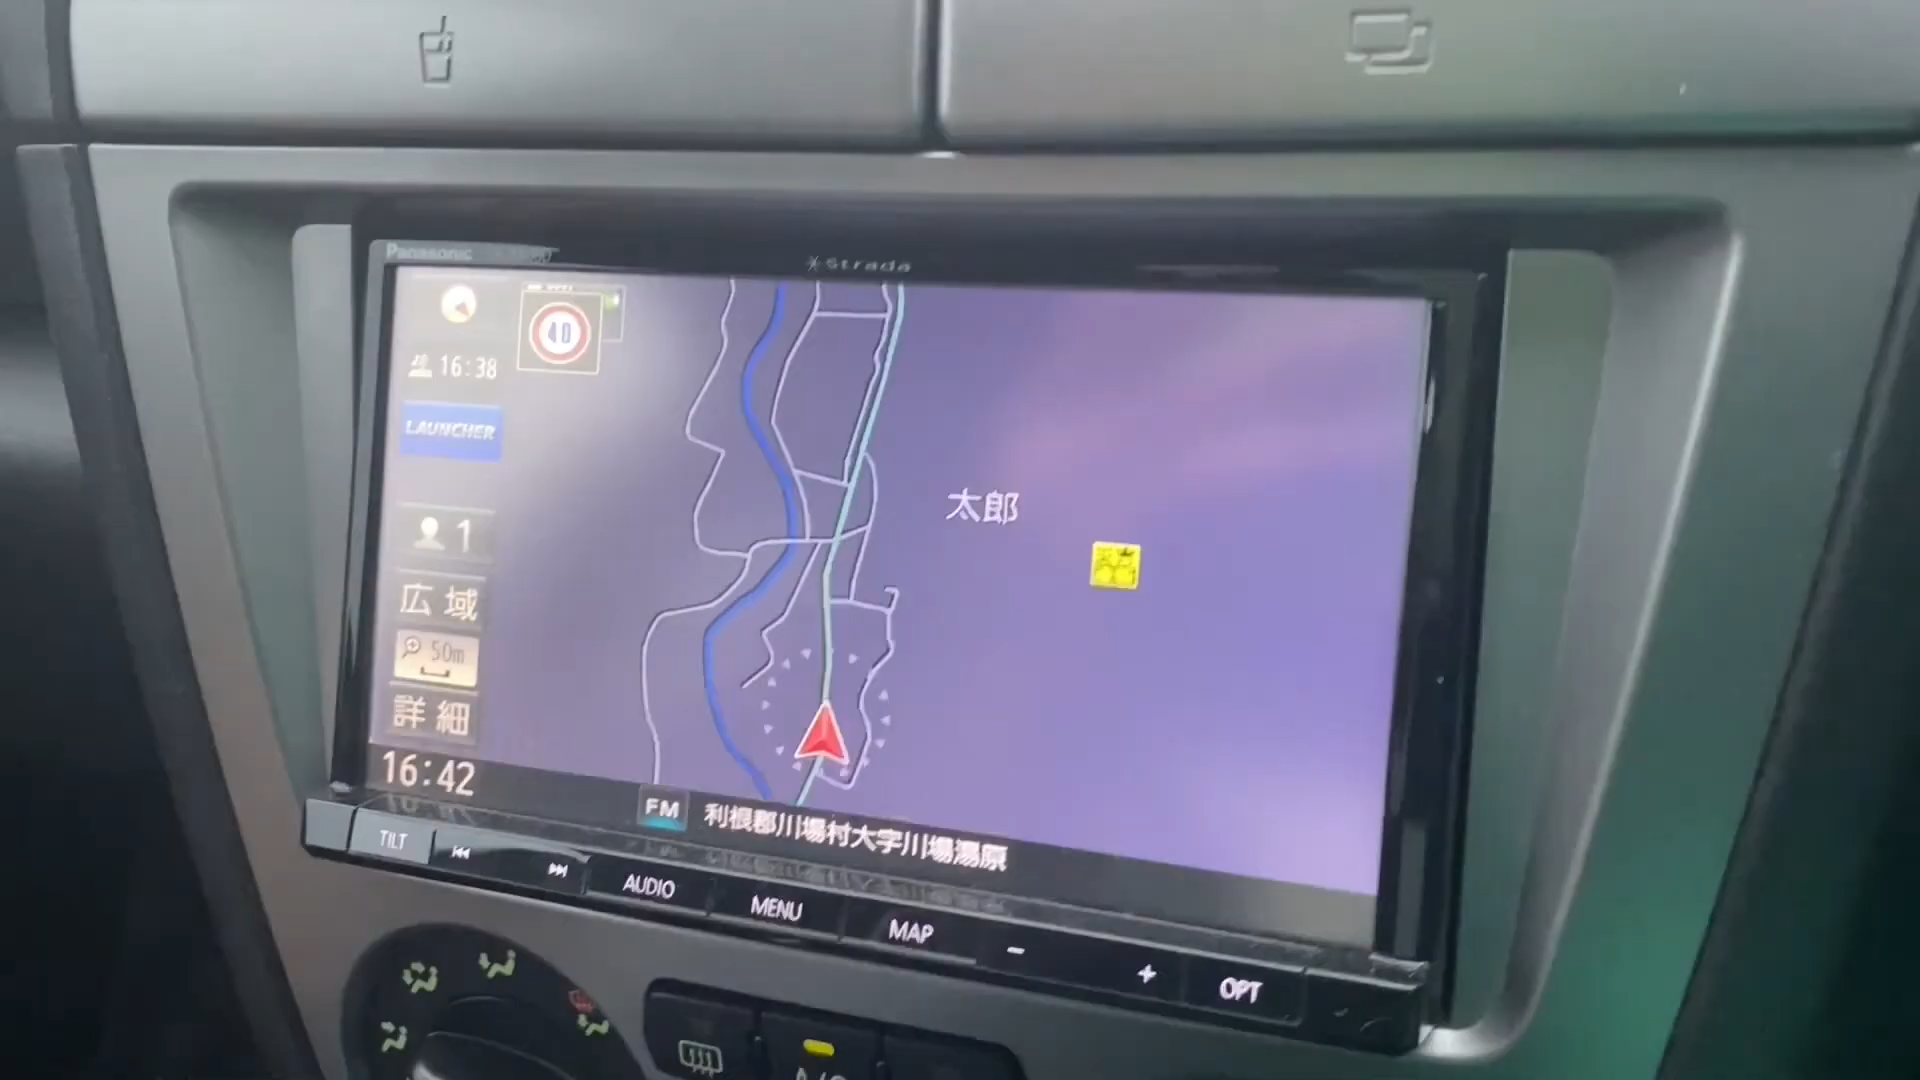 Panasonic
Strada
40
16:38
LAUNCHER
1
太郎
広域
50m
詳細
16:42
FM
利根郡川場村大字川場湯原
TILT
AUDIO
MENU
MAP
−
+
OPT